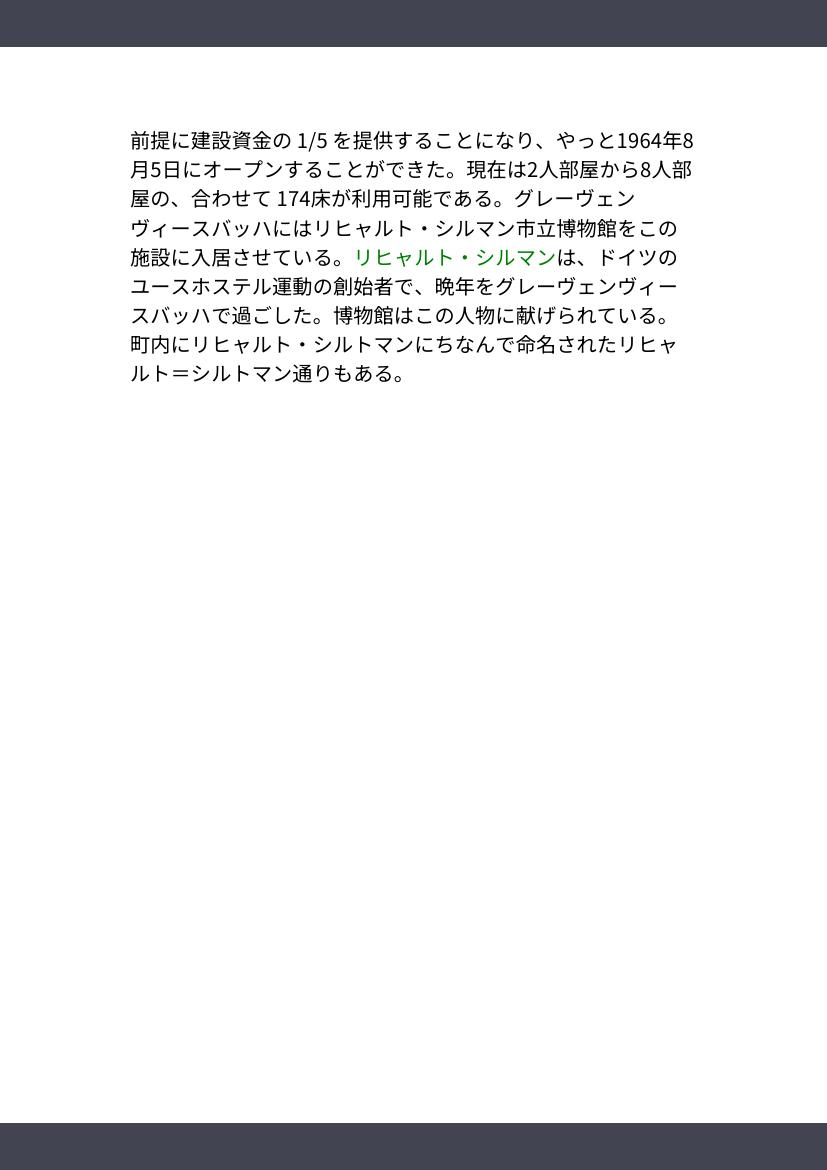 前提に建設資金の 1/5 を提供することになり、やっと1964年8
月5日にオープンすることができた。現在は2人部屋から8人部
屋の、合わせて 174床が利用可能である。グレーヴェン
ヴィースバッハにはリヒャルト・シルマン市立博物館をこの
施設に入居させている。リヒャルト・シルマンは、ドイツの
ユースホステル運動の創始者で、晩年をグレーヴェンヴィー
スバッハで過ごした。博物館はこの人物に献げられている。
町内にリヒャルト・シルトマンにちなんで命名されたリヒャ
ルト＝シルトマン通りもある。